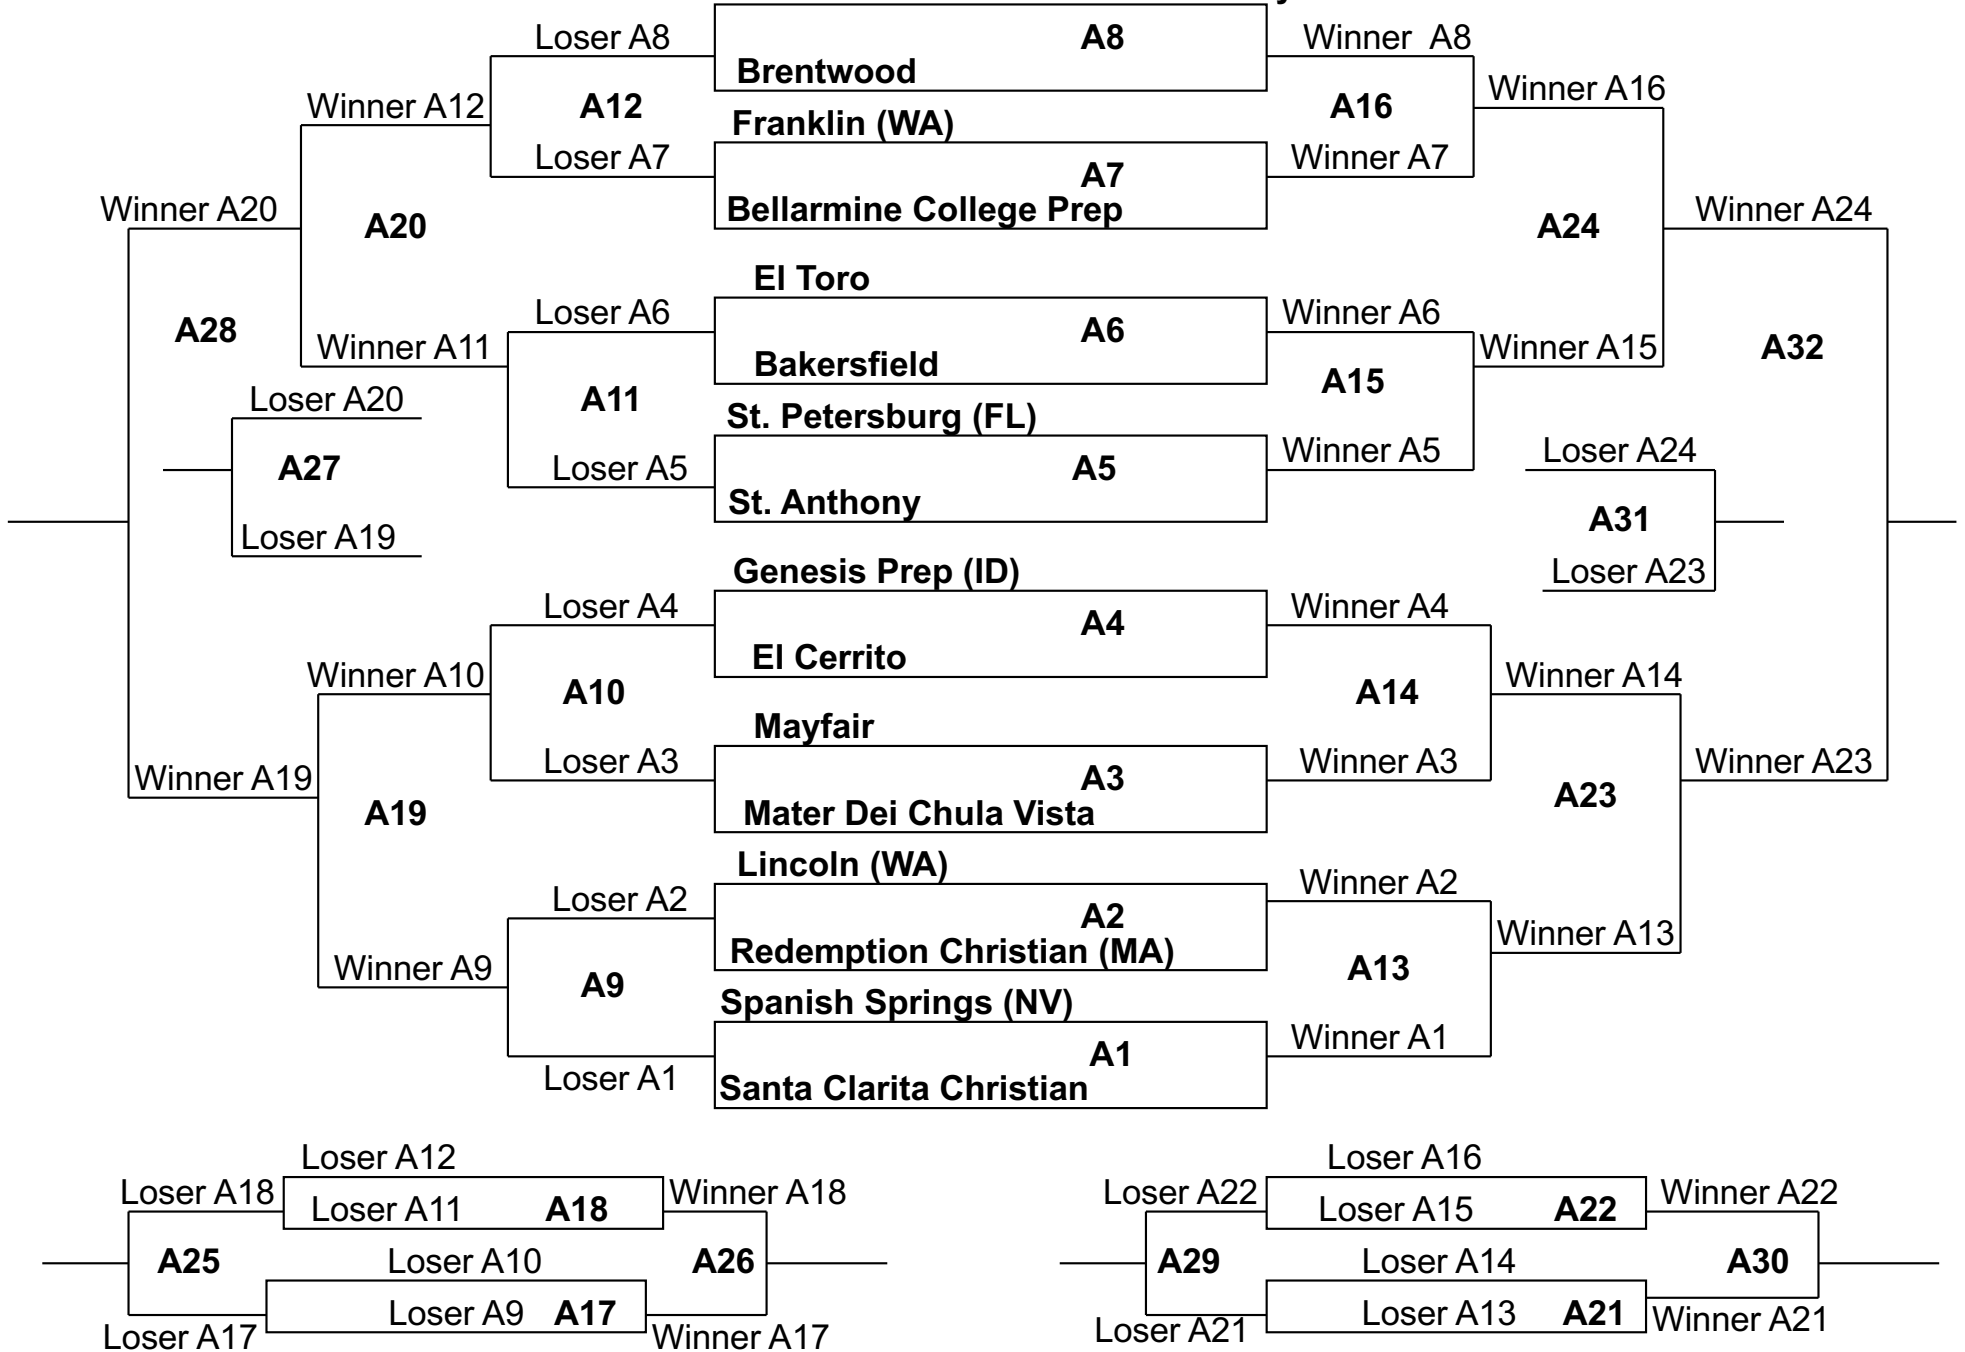 Loser A8
A8
Winner A8
Brentwood
Winner A16
Winner A12
A12
Franklin (WA)
A16
Loser A7
Winner A7
A7
Bellarmine College Prep
Winner A20
A20
A24
Winner A24
El Toro
Loser A6
Winner A6
A6
A28
Winner A11
Bakersfield
Winner A15
A32
A15
Loser A20
A11
St. Petersburg (FL)
Winner A5
Loser A24
A27
Loser A5
A5
St. Anthony
A31
Loser A19
Genesis Prep (ID)
Loser A23
Loser A4
Winner A4
A4
El Cerrito
Winner A10
A10
A14
Winner A14
Mayfair
Loser A3
Winner A3
A3
Winner A19
Winner A23
A23
A19
Mater Dei Chula Vista
Lincoln (WA)
Loser A2
Winner A2
A2
Redemption Christian (MA)
Winner A13
Winner A9
A9
A13
Spanish Springs (NV)
Winner A1
A1
Loser A1
Santa Clarita Christian
Loser A12
Loser A18
Loser A11 A18
Winner A18
A25
Loser A10
A26
Loser A9 A17
Loser A17
Winner A17
Loser A16
Loser A22
Loser A15 A22
Winner A22
A29
Loser A14
A30
Loser A13 A21
Loser A21
Winner A21